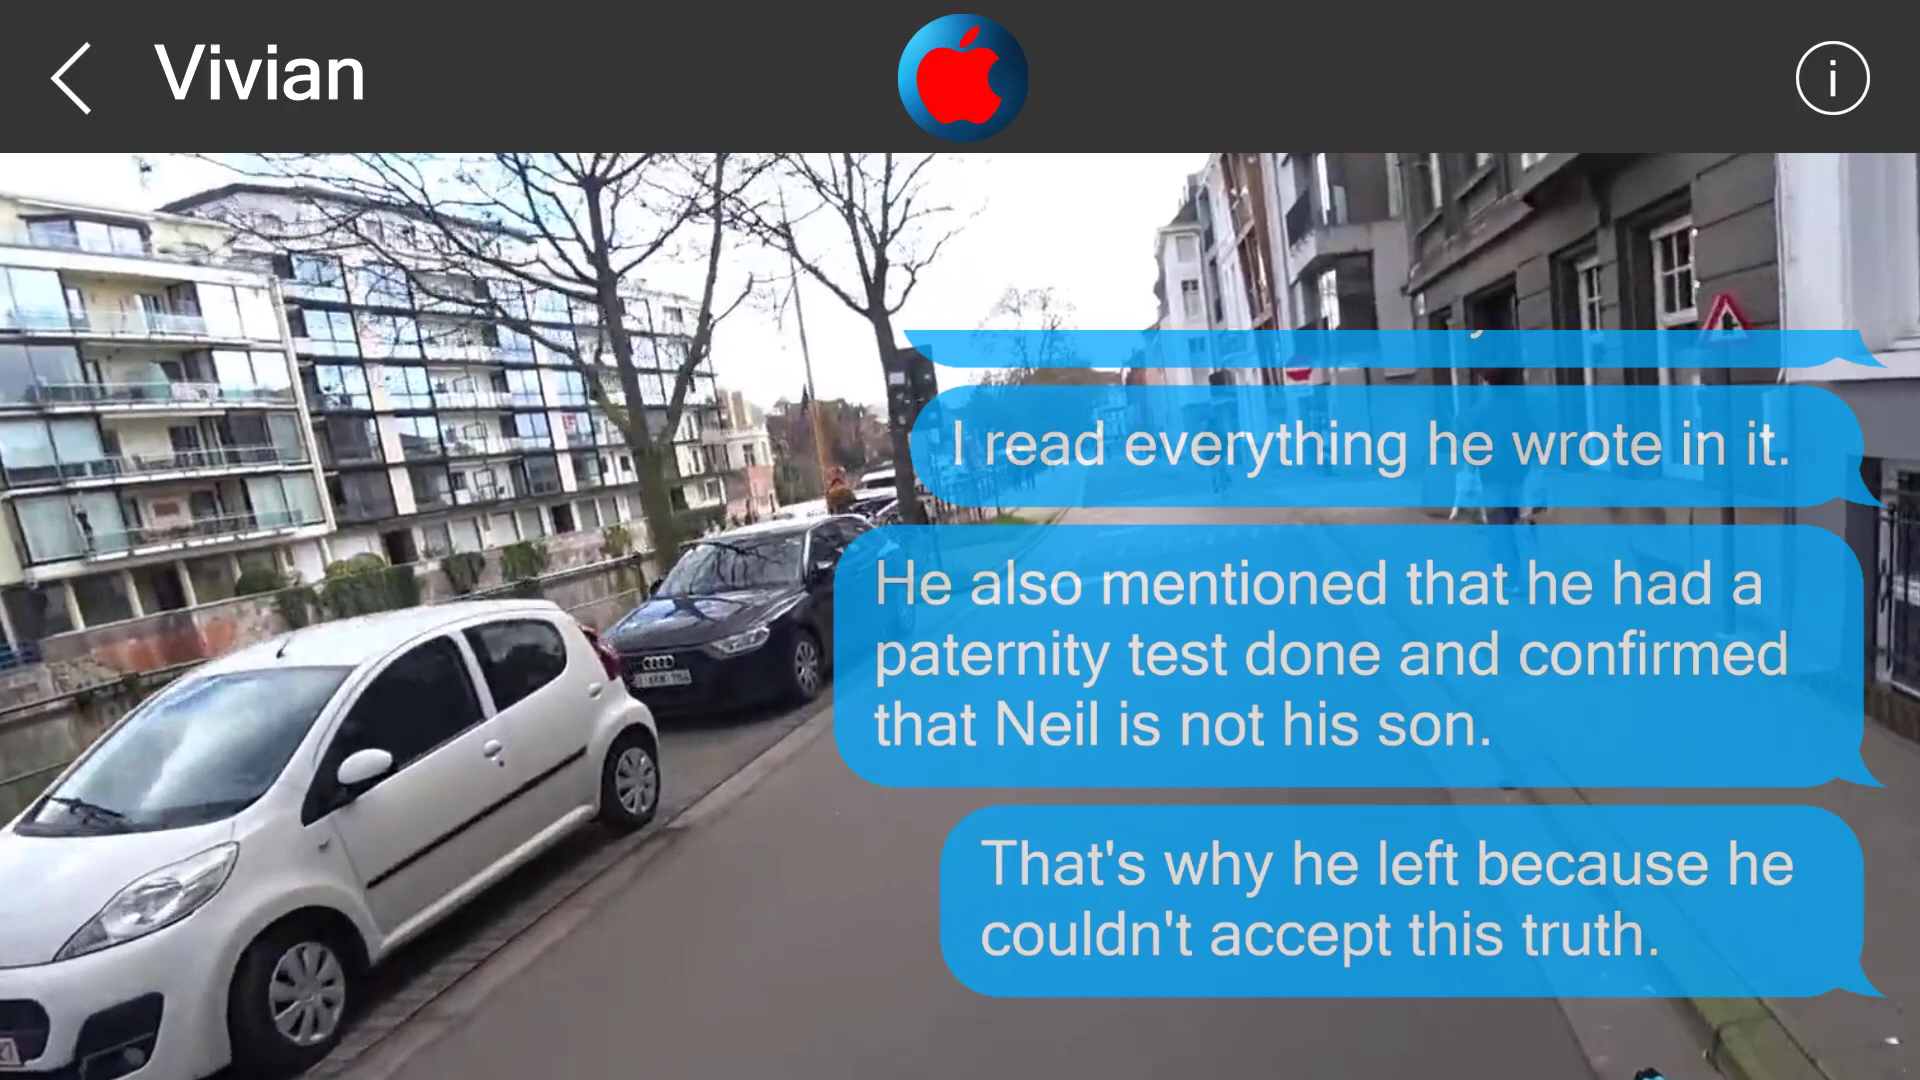 Vivian
I read everything he wrote in it.
He also mentioned that he had a
paternity test done and confirmed
that Neil is not his son.
That's why he left because he
couldn't accept this truth.